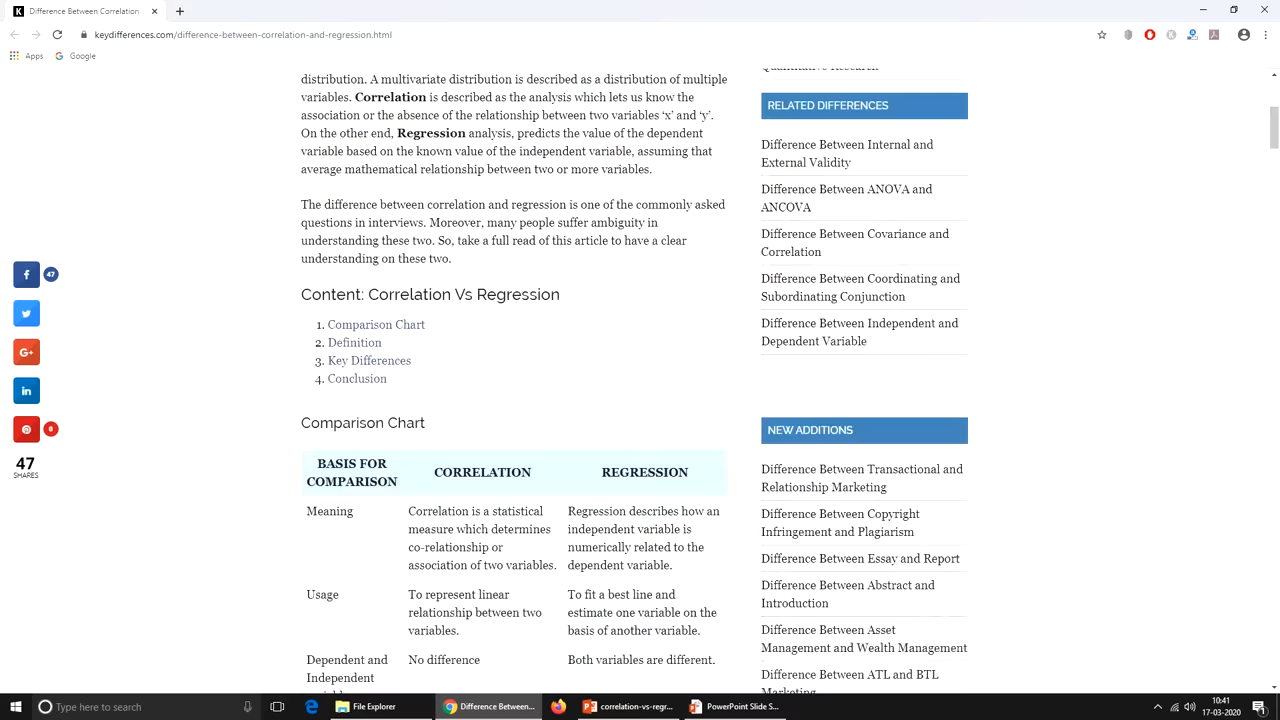 Difference Between Correlation
keydifferences.com/difference-between-correlation-and-regression.html
Apps
Google
distribution. A multivariate distribution is described as a distribution of multiple
variables. Correlation is described as the analysis which lets us know the
association or the absence of the relationship between two variables ‘x’ and ‘y’.
On the other end, Regression analysis, predicts the value of the dependent
variable based on the known value of the independent variable, assuming that
average mathematical relationship between two or more variables.
The difference between correlation and regression is one of the commonly asked
questions in interviews. Moreover, many people suffer ambiguity in
understanding these two. So, take a full read of this article to have a clear
understanding on these two.
Content: Correlation Vs Regression
1. Comparison Chart
2. Definition
3. Key Differences
4. Conclusion
Comparison Chart
BASIS FOR
COMPARISON
CORRELATION
REGRESSION
Meaning
Correlation is a statistical
measure which determines
co-relationship or
association of two variables.
Regression describes how an
independent variable is
numerically related to the
dependent variable.
Usage
To represent linear
relationship between two
variables.
To fit a best line and
estimate one variable on the
basis of another variable.
Dependent and
Independent
No difference
Both variables are different.
RELATED DIFFERENCES
Difference Between Internal and
External Validity
Difference Between ANOVA and
ANCOVA
Difference Between Covariance and
Correlation
Difference Between Coordinating and
Subordinating Conjunction
Difference Between Independent and
Dependent Variable
NEW ADDITIONS
Difference Between Transactional and
Relationship Marketing
Difference Between Copyright
Infringement and Plagiarism
Difference Between Essay and Report
Difference Between Abstract and
Introduction
Difference Between Asset
Management and Wealth Management
Difference Between ATL and BTL
Marketing
47
8
47
SHARES
Type here to search
File Explorer
Difference Between...
correlation-vs-regr...
PowerPoint Slide S...
10:41
17-03-2020